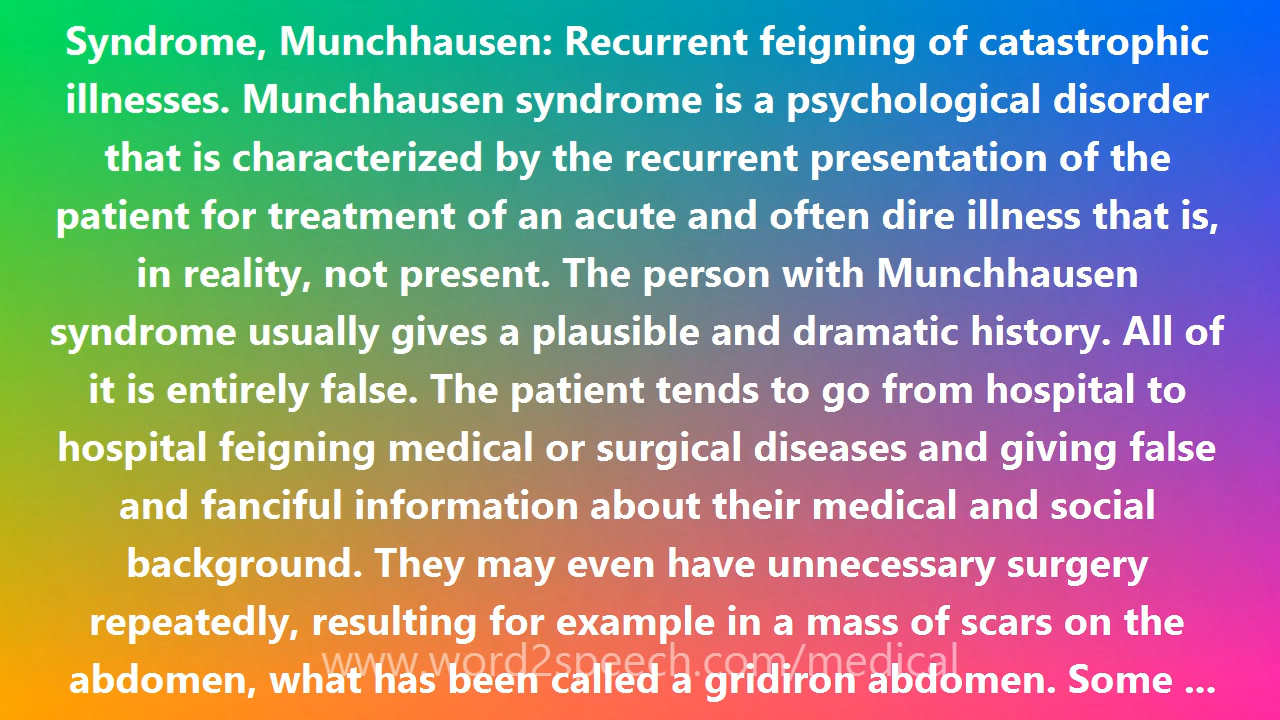 Syndrome, Munchhausen: Recurrent feigning of catastrophic
illnesses. Munchhausen syndrome is a psychological disorder
that is characterized by the recurrent presentation of the
patient for treatment of an acute and often dire illness that is,
in reality, not present. The person with Munchhausen
syndrome usually gives a plausible and dramatic history. All of
it is entirely false. The patient tends to go from hospital to
hospital feigning medical or surgical diseases and giving false
and fanciful information about their medical and social
background. They may even have unnecessary surgery
repeatedly, resulting for example in a mass of scars on the
www.word2speech.com/medical
abdomen, what has been called a gridiron abdomen. Some ...